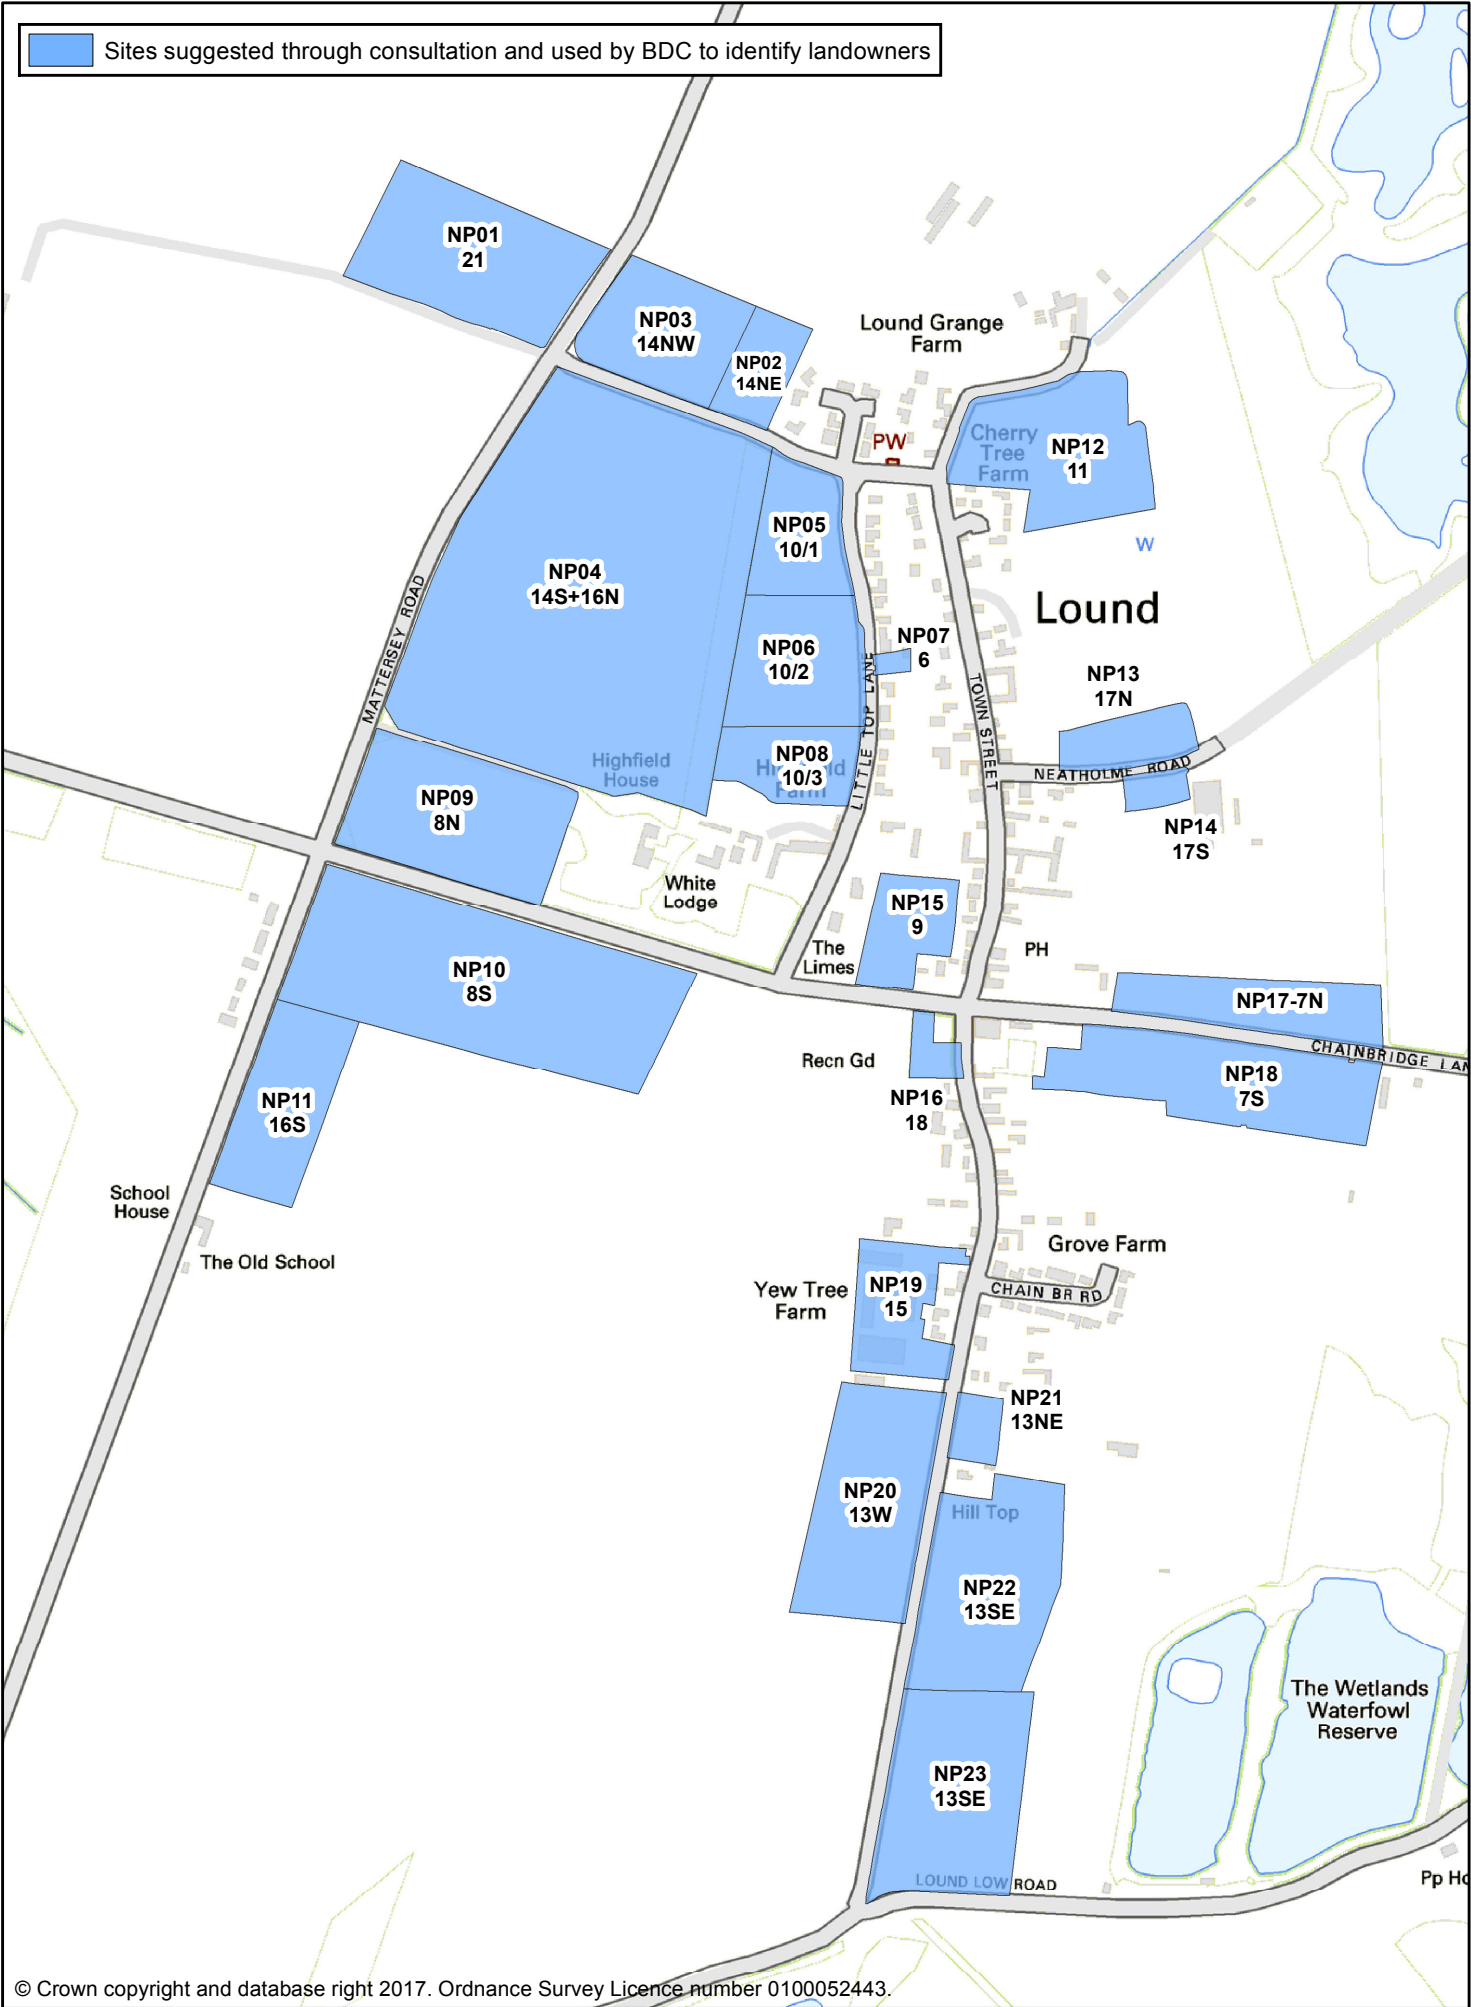 Sites suggested through consultation and used by BDC to identify landowners
NP01
21
NP03
14NW
NP02
14NE
Lound Grange
Farm
PW
Cherry
Tree
Farm
NP12
11
W
NP05
10/1
NP04
14S+16N
Lound
MATTERSEY ROAD
NP06
10/2
NP07
6
LITTLE TOP LANE
TOWN STREET
NP13
17N
NEATHOLME ROAD
Highfield
House
NP08
10/3
Farm
NP09
8N
NP14
17S
White
Lodge
NP15
9
The
Limes
PH
NP10
8S
NP17-7N
CHAINBRIDGE LAN
Recn Gd
NP18
7S
NP16
18
NP11
16S
School
House
The Old School
Grove Farm
Yew Tree
Farm
NP19
15
CHAIN BR RD
NP21
13NE
NP20
13W
Hill Top
NP22
13SE
The Wetlands
Waterfowl
Reserve
NP23
13SE
LOUND LOW ROAD
Pp Ho
© Crown copyright and database right 2017. Ordnance Survey Licence number 0100052443.